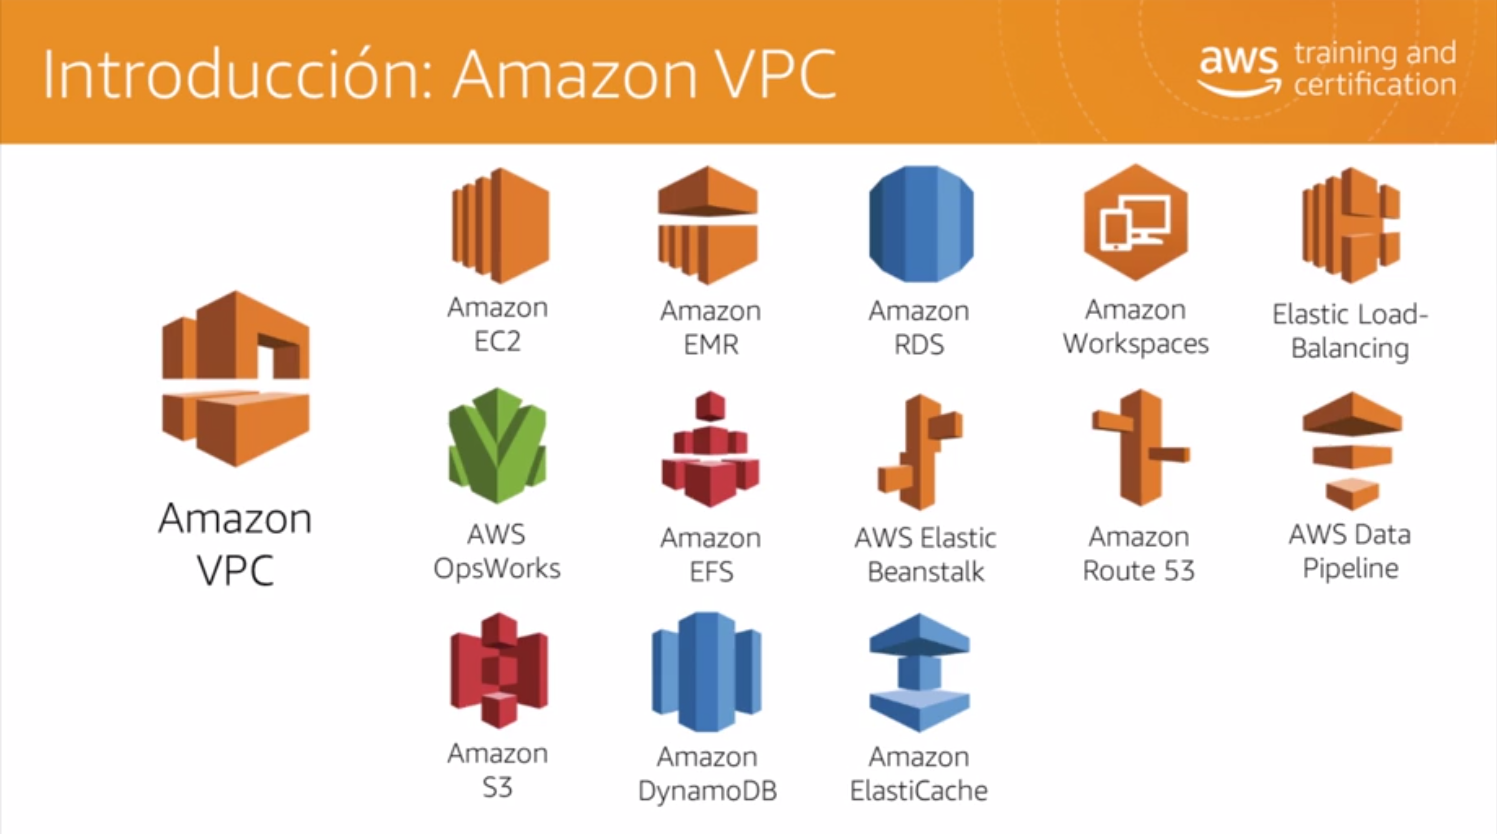 Introducción: Amazon VPC
aws training and
certification
Amazon
VPC
Amazon
EC2
Amazon
EMR
Amazon
RDS
Amazon
Workspaces
Elastic Load-
Balancing
AWS
OpsWorks
Amazon
EFS
AWS Elastic
Beanstalk
Amazon
Route 53
AWS Data
Pipeline
Amazon
S3
Amazon
DynamoDB
Amazon
ElastiCache